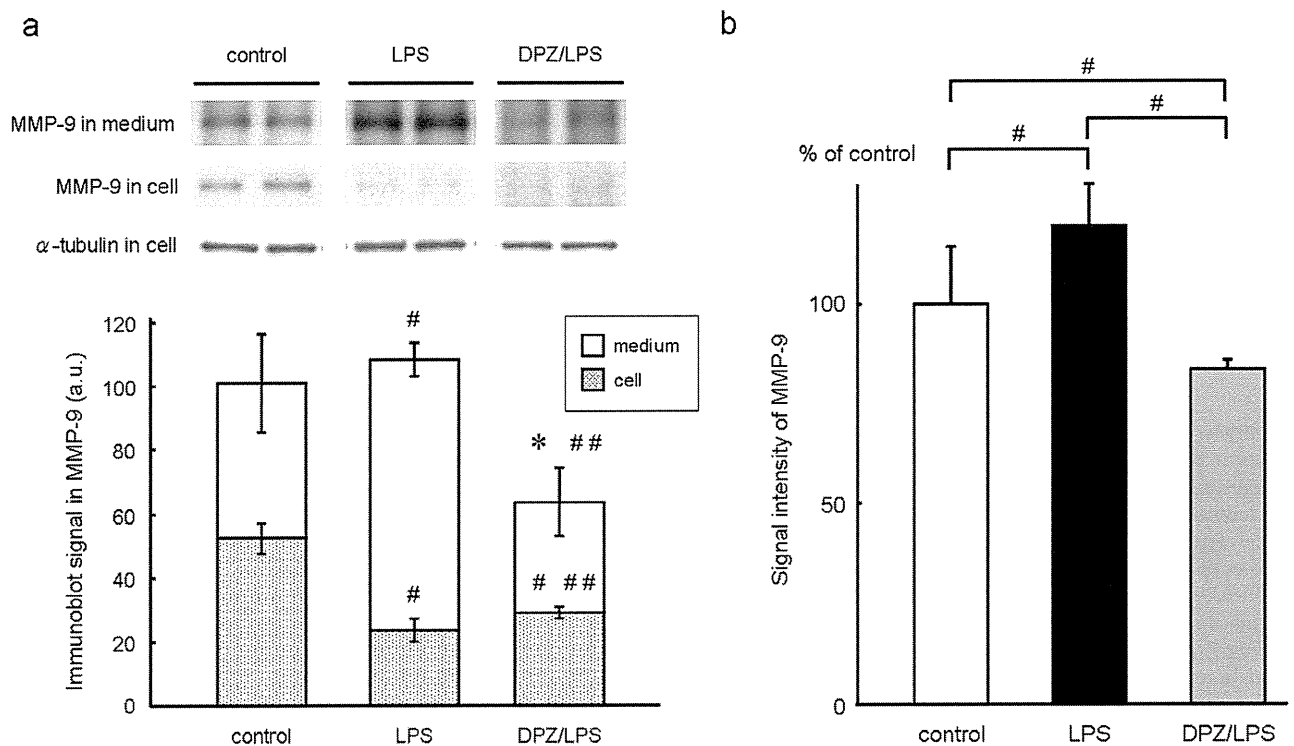 a
control LPS DPZ/LPS
MMP-9 in medium
MMP-9 in cell
α-tubulin in cell
Immunoblot signal in MMP-9 (a.u.)
120
100
80
60
40
20
0
#
* ##
#
# ##
medium
cell
control LPS DPZ/LPS
b
#
#
#
% of control
Signal intensity of MMP-9
100
50
0
control LPS DPZ/LPS